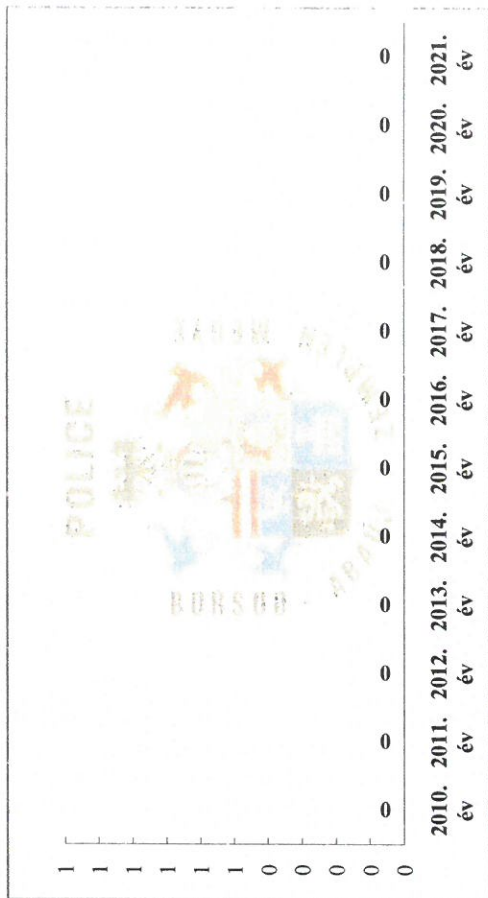 1
1
1
1
1
1
0
0
0
0
0
0 0 0 0 0 0 0 0 0 0 0 0
2010. év
2011. év
2012. év
2013. év
2014. év
2015. év
2016. év
2017. év
2018. év
2019. év
2020. év
2021. év
POLICE
BORSOD - ABAÚJ